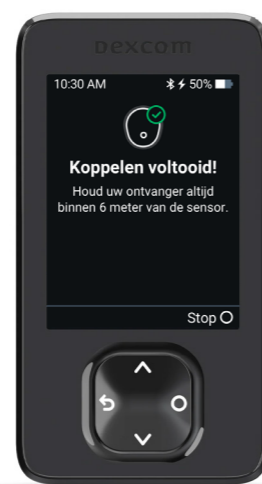 Dexcom
10:30 AM 50%
Koppelen voltooid!
Houd uw ontvanger altijd
binnen 6 meter van de sensor.
Stop